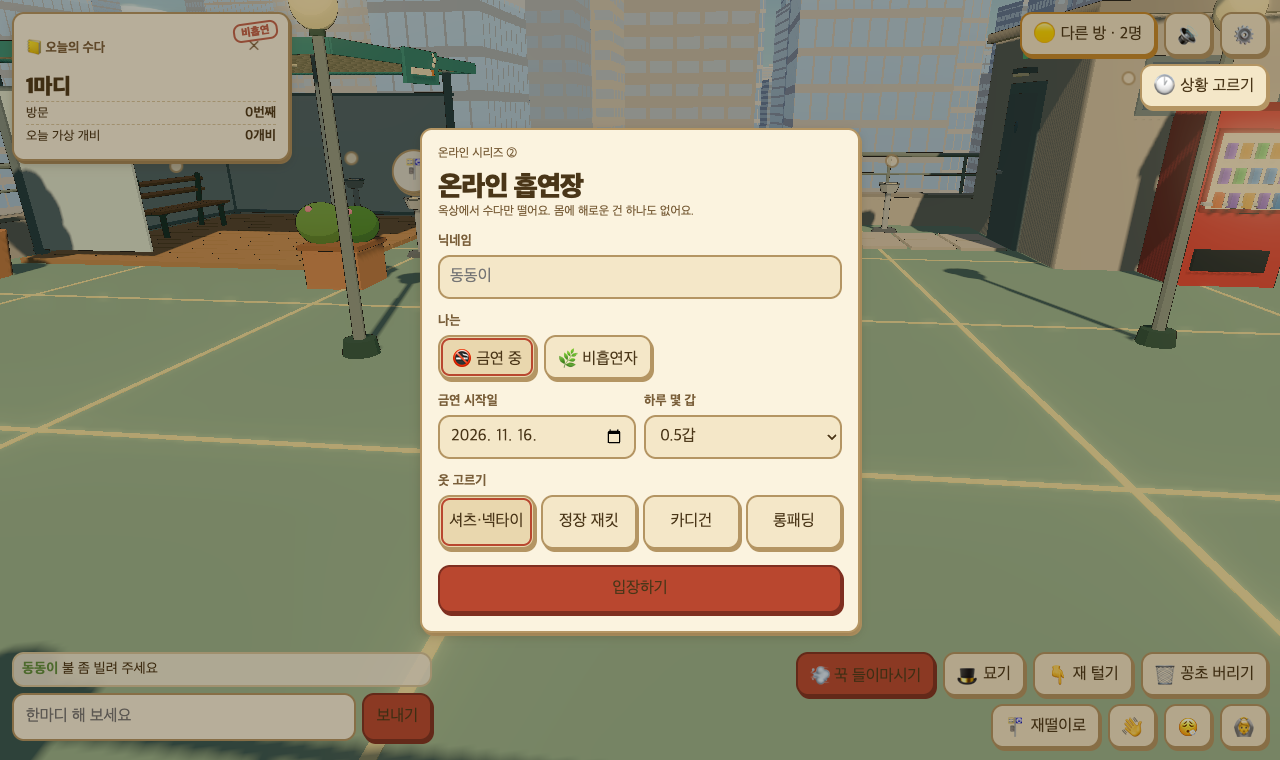 오늘의 수다
비흡연
×
1마디
방문 0번째
오늘 가상 개비 0개비
다른 방 · 2명
상황 고르기
온라인 시리즈 ②
온라인 흡연장
옥상에서 수다만 떨어요. 몸에 해로운 건 하나도 없어요.
닉네임
동동이
나는
금연 중
비흡연자
금연 시작일 하루 몇 갑
2026. 11. 16. 0.5갑
옷 고르기
셔츠·넥타이 정장 재킷 카디건 롱패딩
입장하기
동동이 불 좀 빌려 주세요
한마디 해 보세요
보내기
꾹 들이마시기 묘기 재 털기 꽁초 버리기
재떨이로